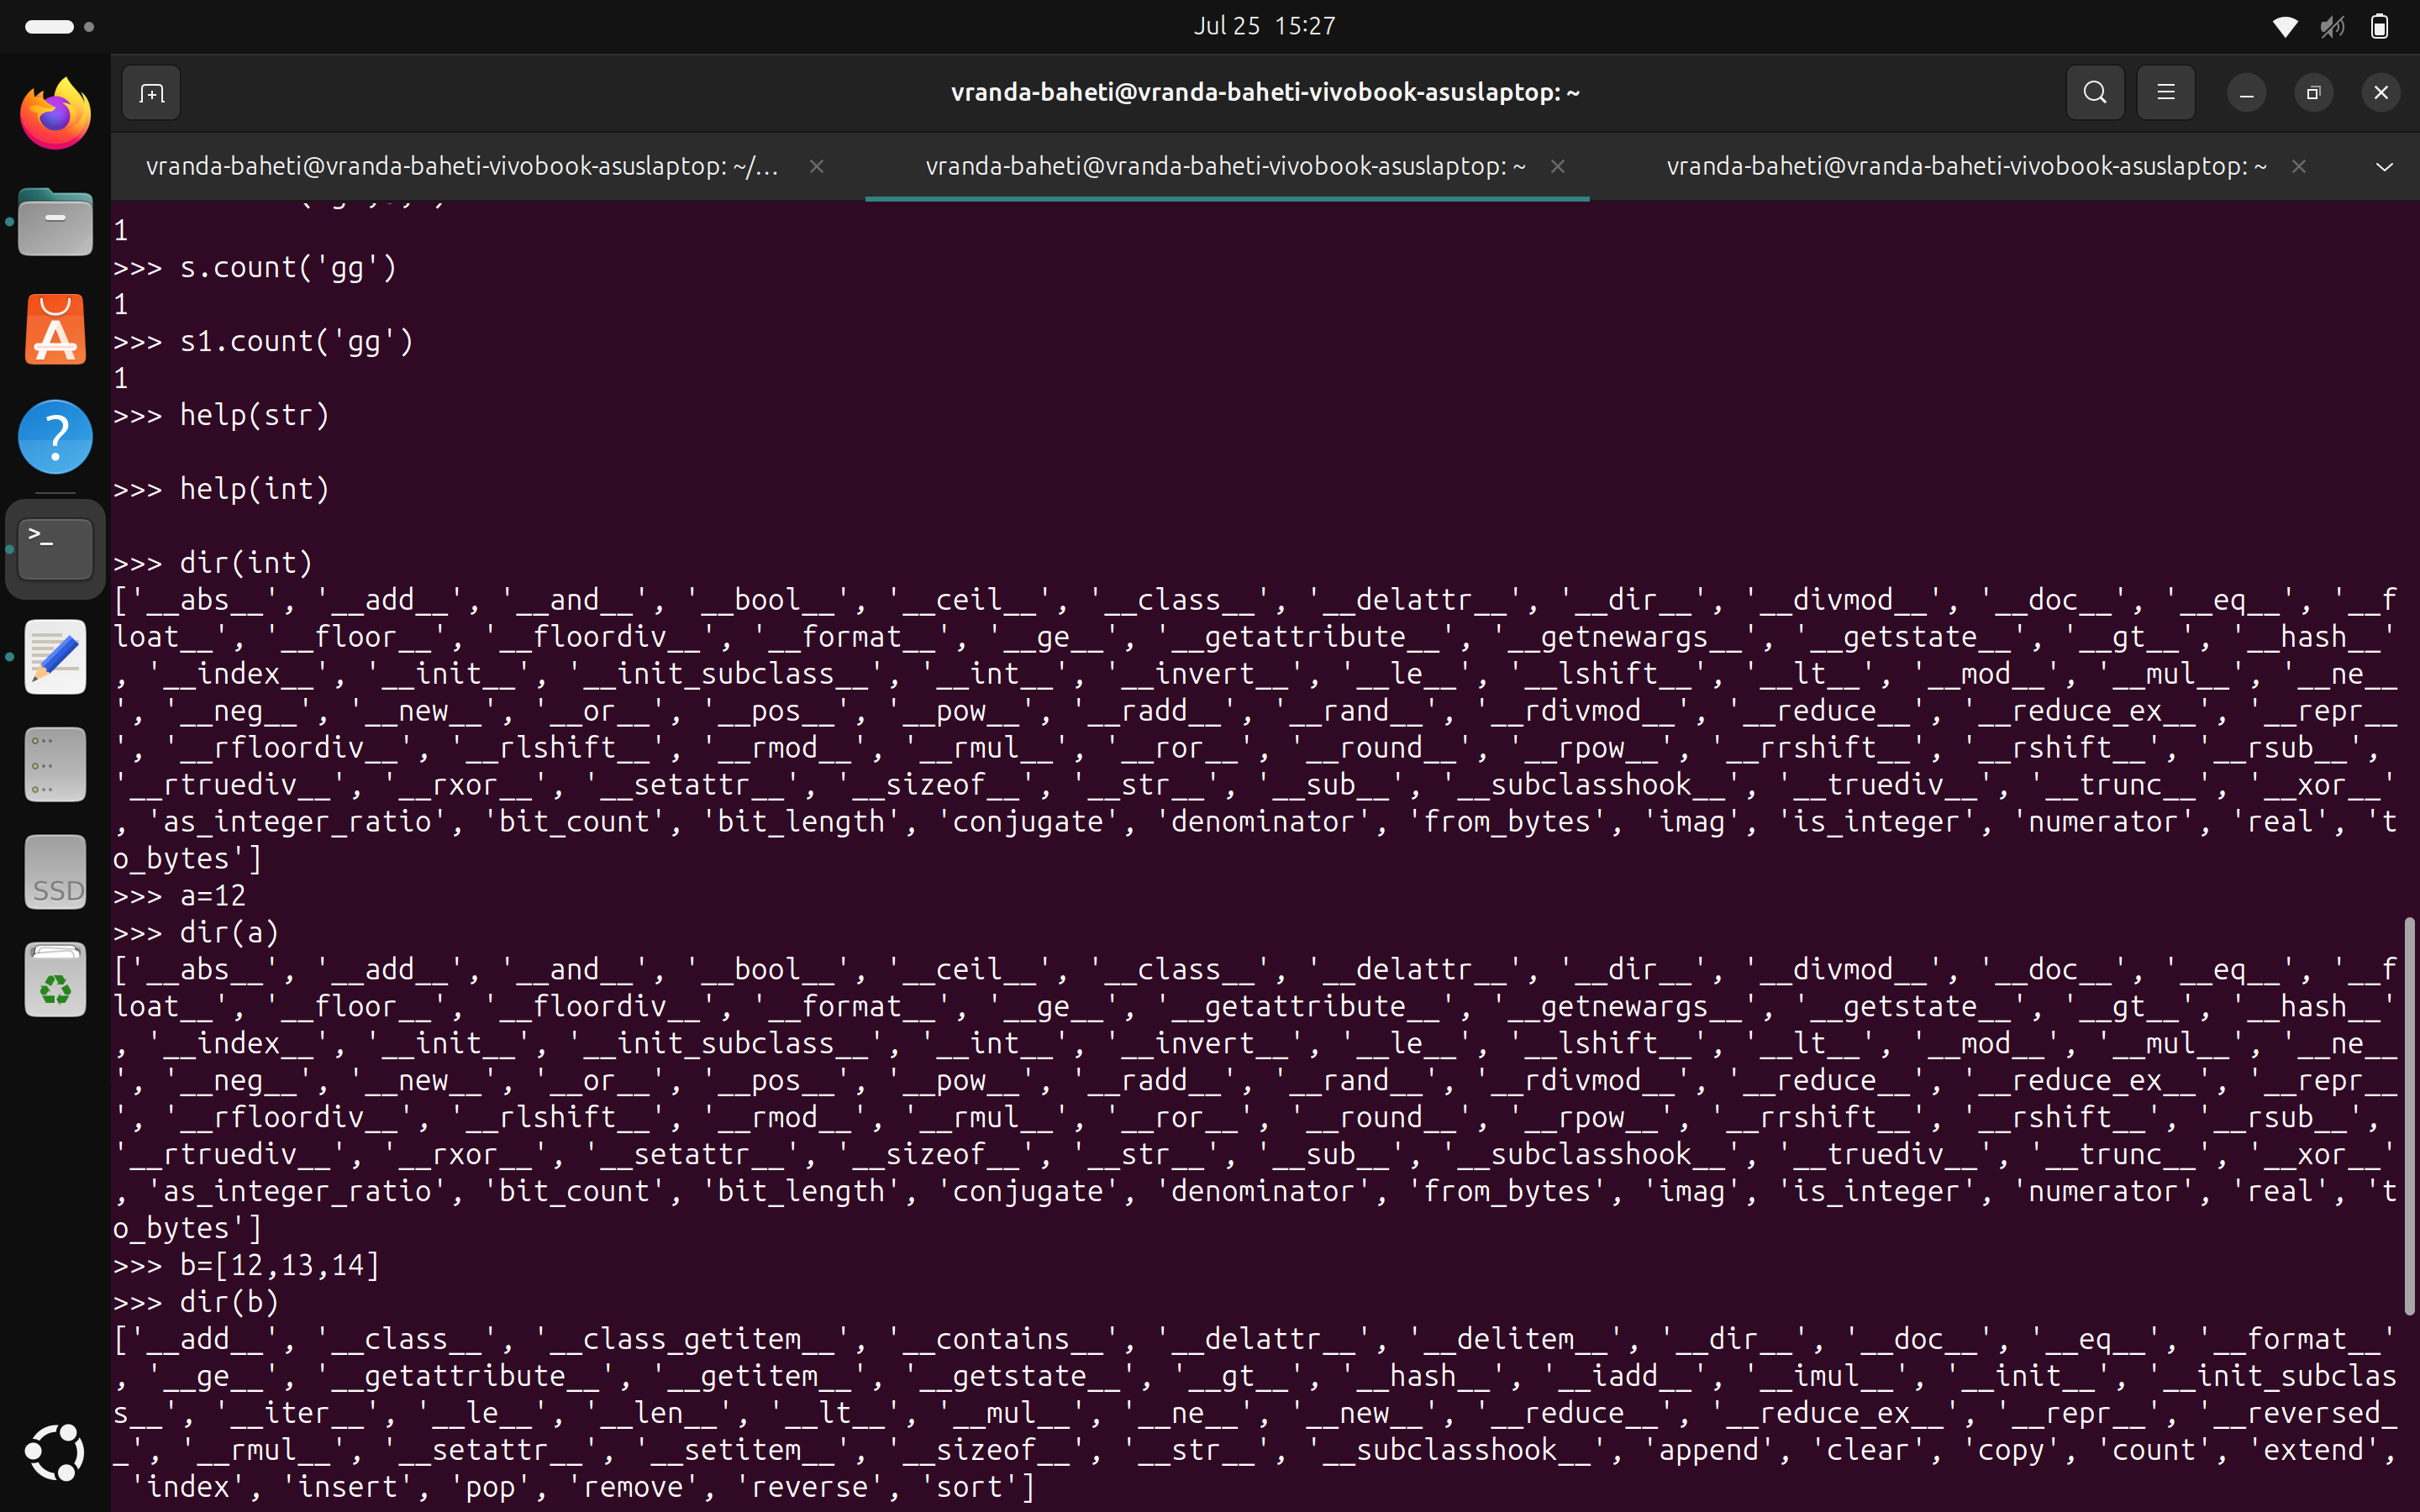 Jul 25 15:27
vranda-baheti@vranda-baheti-vivobook-asuslaptop: ~
vranda-baheti@vranda-baheti-vivobook-asuslaptop: ~/... vranda-baheti@vranda-baheti-vivobook-asuslaptop: ~ vranda-baheti@vranda-baheti-vivobook-asuslaptop: ~
1
>>> s.count('gg')
1
>>> s1.count('gg')
1
>>> help(str)
>>> help(int)
>>> dir(int)
['__abs__', '__add__', '__and__', '__bool__', '__ceil__', '__class__', '__delattr__', '__dir__', '__divmod__', '__doc__', '__eq__', '__f
loat__', '__floor__', '__floordiv__', '__format__', '__ge__', '__getattribute__', '__getnewargs__', '__getstate__', '__gt__', '__hash__'
, '__index__', '__init__', '__init_subclass__', '__int__', '__invert__', '__le__', '__lshift__', '__lt__', '__mod__', '__mul__', '__ne__
', '__neg__', '__new__', '__or__', '__pos__', '__pow__', '__radd__', '__rand__', '__rdivmod__', '__reduce__', '__reduce_ex__', '__repr__
', '__rfloordiv__', '__rlshift__', '__rmod__', '__rmul__', '__ror__', '__round__', '__rpow__', '__rrshift__', '__rshift__', '__rsub__',
'__rtruediv__', '__rxor__', '__setattr__', '__sizeof__', '__str__', '__sub__', '__subclasshook__', '__truediv__', '__trunc__', '__xor__'
, 'as_integer_ratio', 'bit_count', 'bit_length', 'conjugate', 'denominator', 'from_bytes', 'imag', 'is_integer', 'numerator', 'real', 't
o_bytes']
>>> a=12
>>> dir(a)
['__abs__', '__add__', '__and__', '__bool__', '__ceil__', '__class__', '__delattr__', '__dir__', '__divmod__', '__doc__', '__eq__', '__f
loat__', '__floor__', '__floordiv__', '__format__', '__ge__', '__getattribute__', '__getnewargs__', '__getstate__', '__gt__', '__hash__'
, '__index__', '__init__', '__init_subclass__', '__int__', '__invert__', '__le__', '__lshift__', '__lt__', '__mod__', '__mul__', '__ne__
', '__neg__', '__new__', '__or__', '__pos__', '__pow__', '__radd__', '__rand__', '__rdivmod__', '__reduce__', '__reduce_ex__', '__repr__
', '__rfloordiv__', '__rlshift__', '__rmod__', '__rmul__', '__ror__', '__round__', '__rpow__', '__rrshift__', '__rshift__', '__rsub__',
'__rtruediv__', '__rxor__', '__setattr__', '__sizeof__', '__str__', '__sub__', '__subclasshook__', '__truediv__', '__trunc__', '__xor__'
, 'as_integer_ratio', 'bit_count', 'bit_length', 'conjugate', 'denominator', 'from_bytes', 'imag', 'is_integer', 'numerator', 'real', 't
o_bytes']
>>> b=[12,13,14]
>>> dir(b)
['__add__', '__class__', '__class_getitem__', '__contains__', '__delattr__', '__delitem__', '__dir__', '__doc__', '__eq__', '__format__'
, '__ge__', '__getattribute__', '__getitem__', '__getstate__', '__gt__', '__hash__', '__iadd__', '__imul__', '__init__', '__init_subclas
s__', '__iter__', '__le__', '__len__', '__lt__', '__mul__', '__ne__', '__new__', '__reduce__', '__reduce_ex__', '__repr__', '__reversed_
_', '__rmul__', '__setattr__', '__setitem__', '__sizeof__', '__str__', '__subclasshook__', 'append', 'clear', 'copy', 'count', 'extend',
'index', 'insert', 'pop', 'remove', 'reverse', 'sort']
SSD